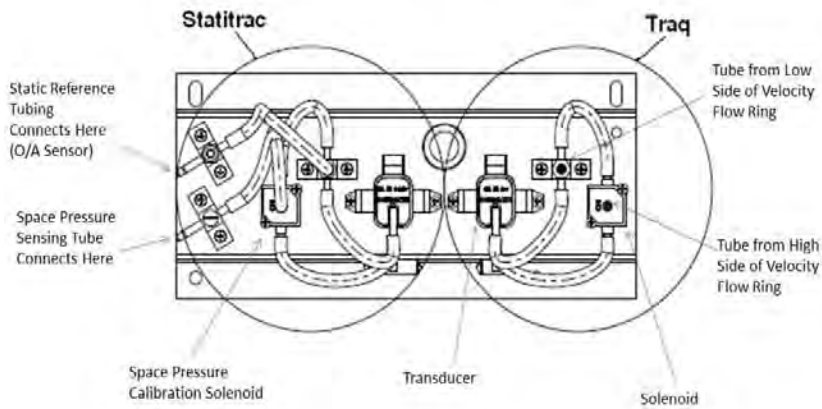 Statitrac
Traq
Static Reference
Tubing
Connects Here
(O/A Sensor)
Space Pressure
Sensing Tube
Connects Here
Space Pressure
Calibration Solenoid
Transducer
Tube from Low
Side of Velocity
Flow Ring
Tube from High
Side of Velocity
Flow Ring
Solenoid